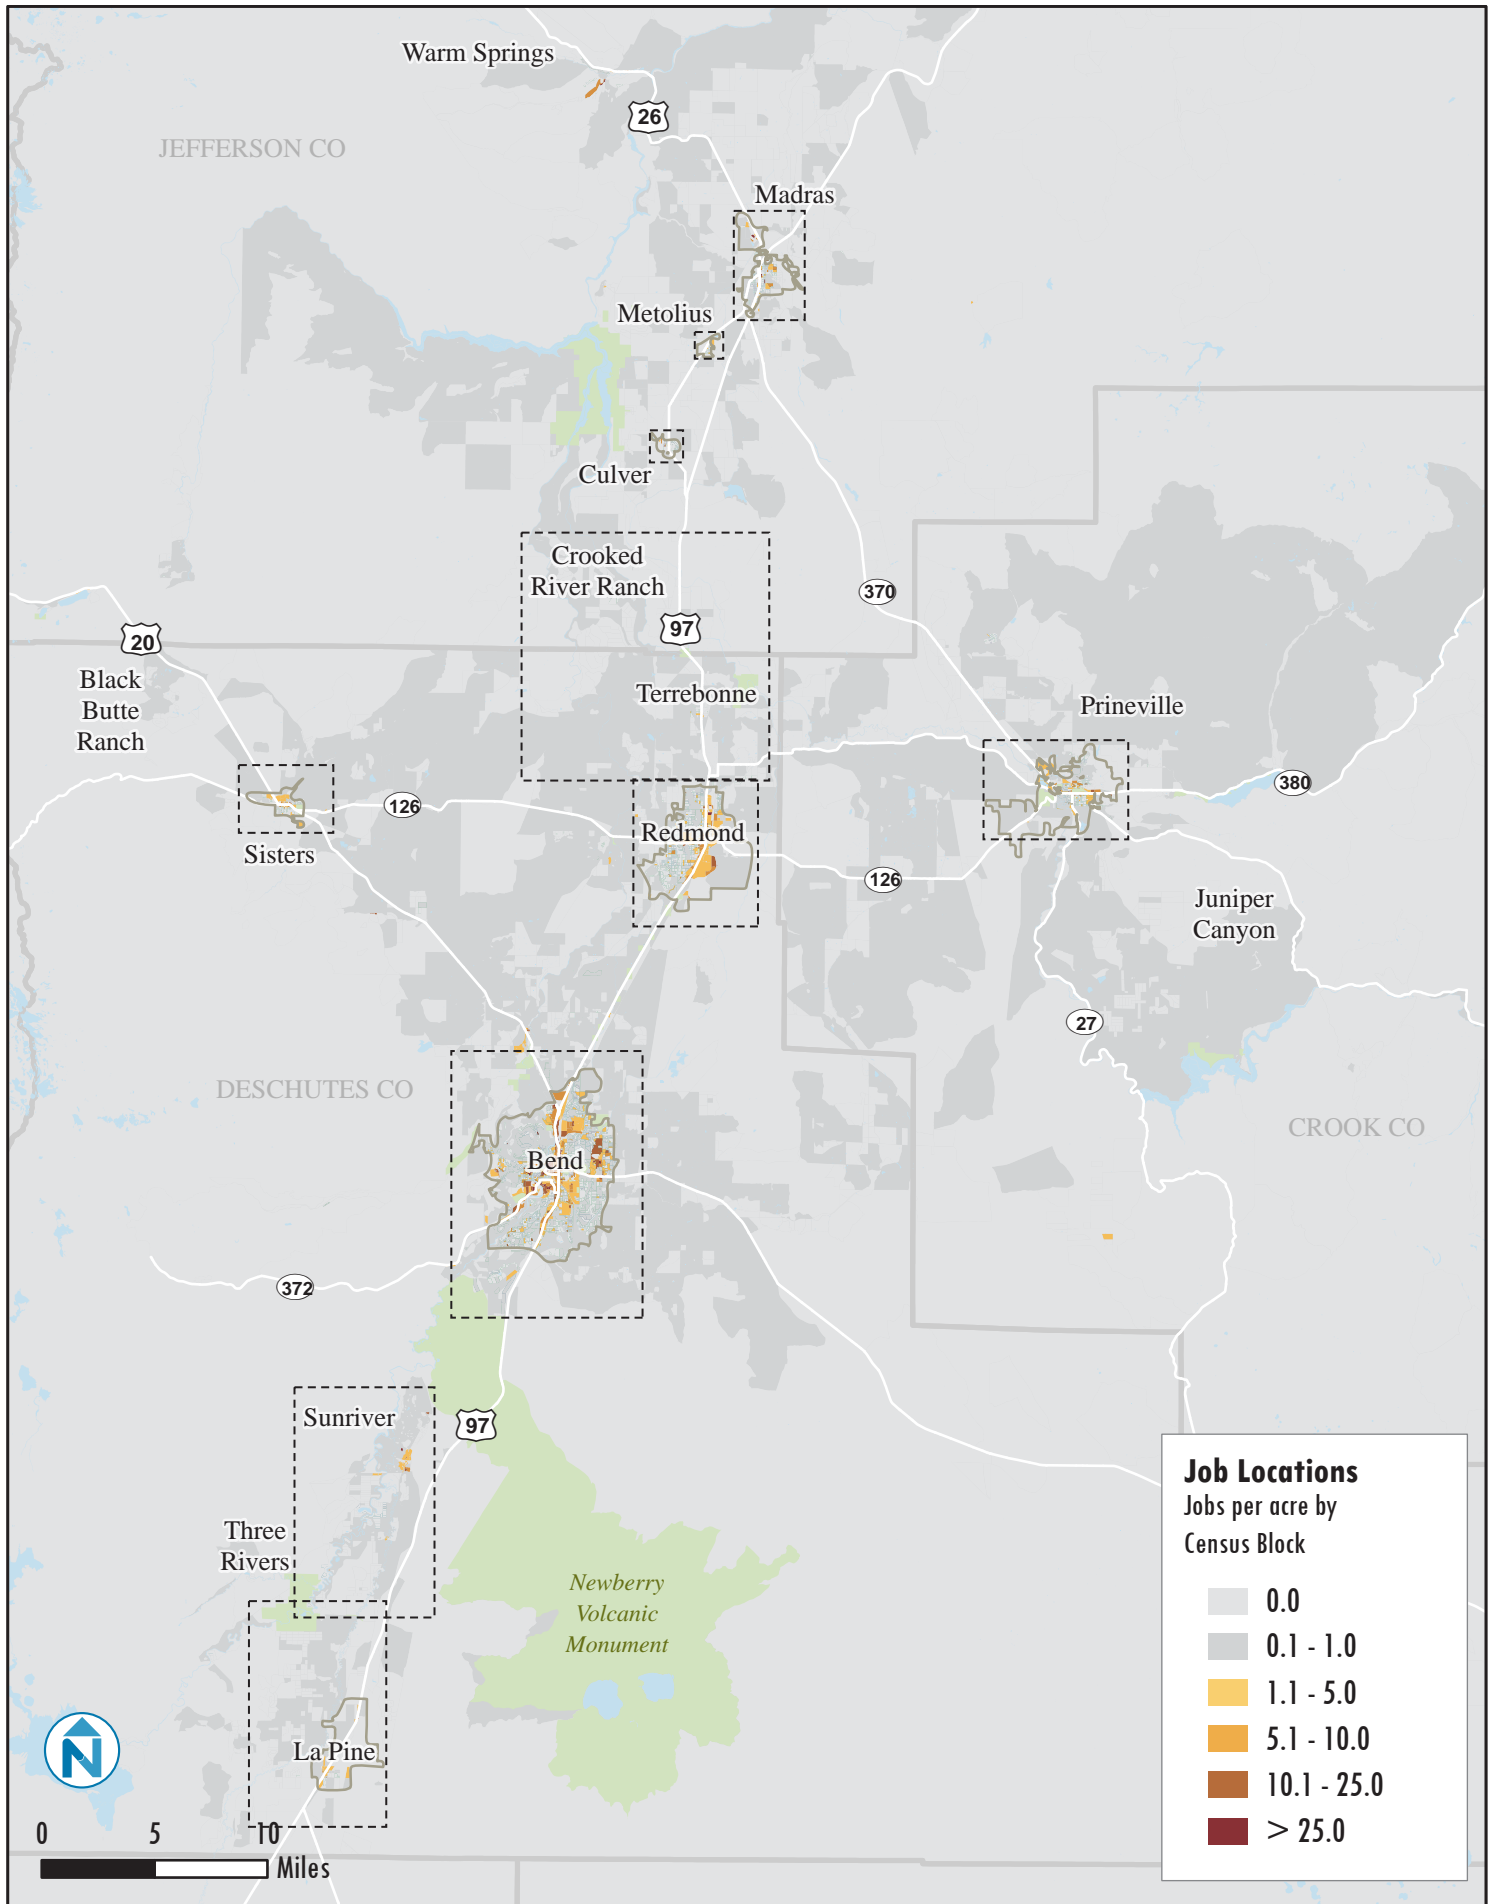 Warm Springs
26
JEFFERSON CO
Madras
Metolius
Culver
Crooked
River Ranch
370
97
20
Black
Butte
Ranch
Terrebonne
Prineville
380
126
Sisters
Redmond
126
Juniper
Canyon
27
DESCHUTES CO
CROOK CO
Bend
372
Sunriver
97
Three
Rivers
Newberry
Volcanic
Monument
La Pine
N
0 5 10
Miles
Job Locations
Jobs per acre by
Census Block
0.0
0.1 - 1.0
1.1 - 5.0
5.1 - 10.0
10.1 - 25.0
> 25.0